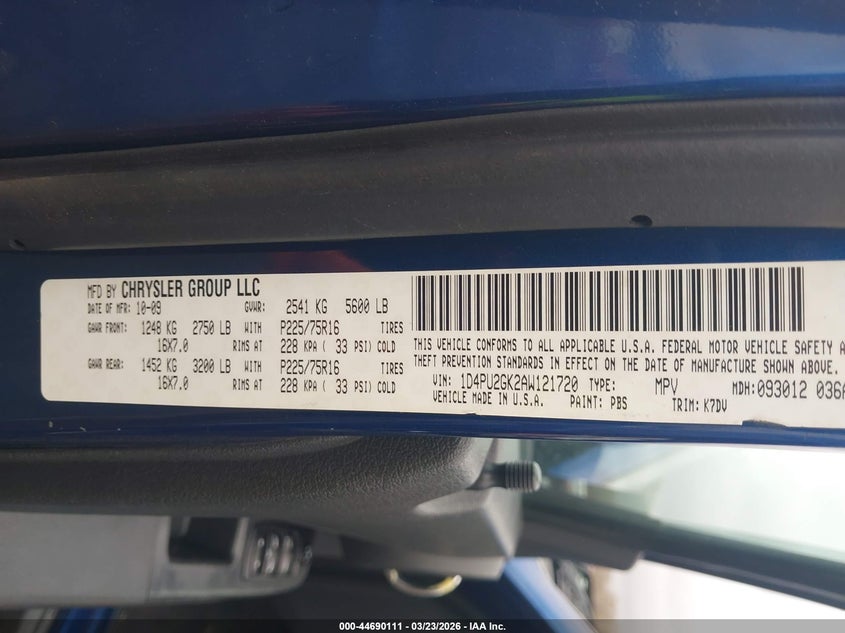 MFD BY CHRYSLER GROUP LLC
DATE OF MFR: 10-09 GVWR: 2541 KG 5600 LB
GAWR FRONT: 1248 KG 2750 LB WITH P225/75R16 TIRES
16X7.0 RIMS AT 228 KPA ( 33 PSI) COLD
GAWR REAR: 1452 KG 3200 LB WITH P225/75R16 TIRES
16X7.0 RIMS AT 228 KPA ( 33 PSI) COLD
THIS VEHICLE CONFORMS TO ALL APPLICABLE U.S.A. FEDERAL MOTOR VEHICLE SAFETY A
THEFT PREVENTION STANDARDS IN EFFECT ON THE DATE OF MANUFACTURE SHOWN ABOVE.
VIN: 1D4PU2GK2AW121720 TYPE: MPV MDH: 093012 036A
VEHICLE MADE IN U.S.A. PAINT: PBS TRIM: K7DV
000-44690111 — 03/23/2026 — IAA Inc.